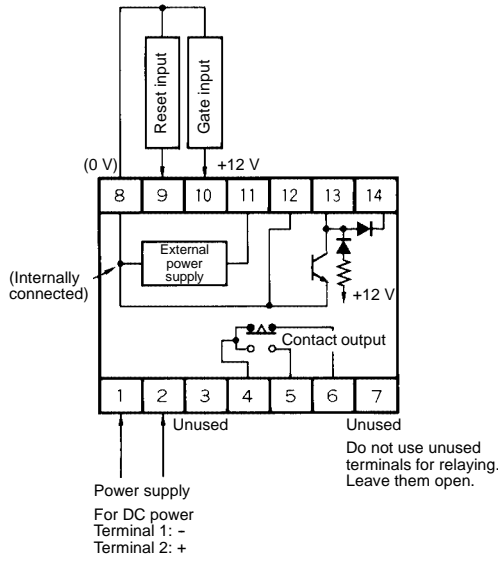 Reset input
Gate input
(0 V)
+12 V
8 9 10 11 12 13 14
External
power
supply
(Internally
connected)
+12 V
Contact output
1 2 3 4 5 6 7
Unused
Unused
Do not use unused
terminals for relaying.
Leave them open.
Power supply
For DC power
Terminal 1: -
Terminal 2: +